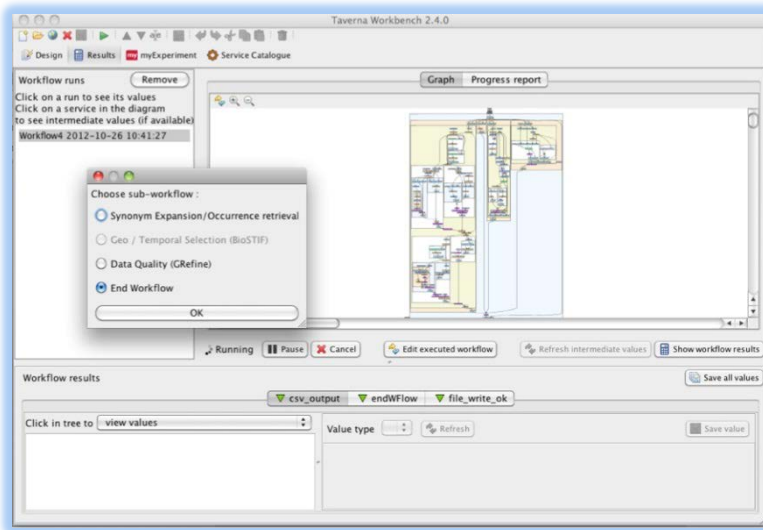 Taverna Workbench 2.4.0
Design Results my myExperiment Service Catalogue
Workflow runs Remove
Click on a run to see its values
Click on a service in the diagram
to see intermediate values (if available)
Workflow4 2012-10-26 10:41:27
Graph Progress report
Choose sub-workflow :
Synonym Expansion/Occurrence retrieval
Geo / Temporal Selection (BioSTIF)
Data Quality (GRefine)
End Workflow
OK
Running Pause Cancel Edit executed workflow Refresh intermediate values Show workflow results
Workflow results Save all values
csv_output endWFlow file_write_ok
Click in tree to view values
Value type Refresh Save value